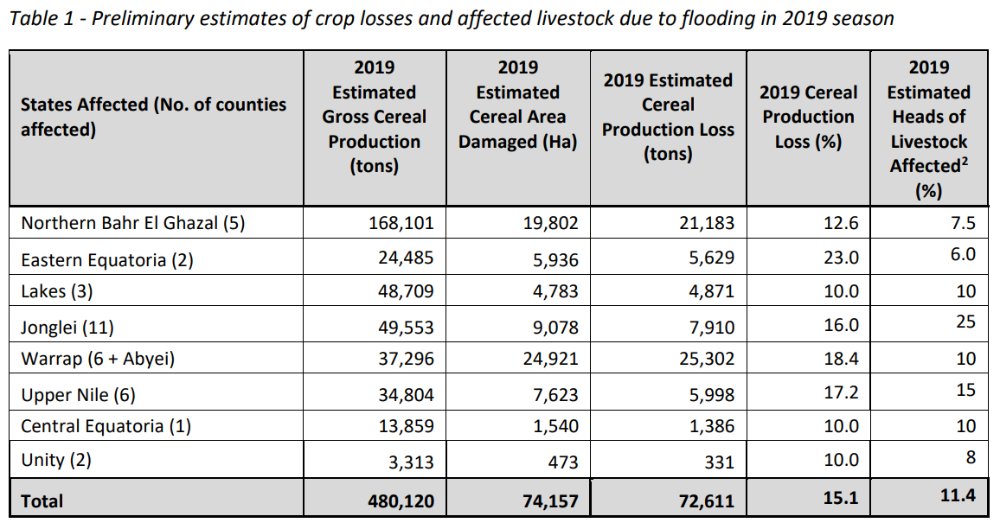 Table 1 - Preliminary estimates of crop losses and affected livestock due to flooding in 2019 season
States Affected (No. of counties affected) | 2019 Estimated Gross Cereal Production (tons) | 2019 Estimated Cereal Area Damaged (Ha) | 2019 Estimated Cereal Production Loss (tons) | 2019 Cereal Production Loss (%) | 2019 Estimated Heads of Livestock Affected2 (%)
Northern Bahr El Ghazal (5) | 168,101 | 19,802 | 21,183 | 12.6 | 7.5
Eastern Equatoria (2) | 24,485 | 5,936 | 5,629 | 23.0 | 6.0
Lakes (3) | 48,709 | 4,783 | 4,871 | 10.0 | 10
Jonglei (11) | 49,553 | 9,078 | 7,910 | 16.0 | 25
Warrap (6 + Abyei) | 37,296 | 24,921 | 25,302 | 18.4 | 10
Upper Nile (6) | 34,804 | 7,623 | 5,998 | 17.2 | 15
Central Equatoria (1) | 13,859 | 1,540 | 1,386 | 10.0 | 10
Unity (2) | 3,313 | 473 | 331 | 10.0 | 8
Total | 480,120 | 74,157 | 72,611 | 15.1 | 11.4